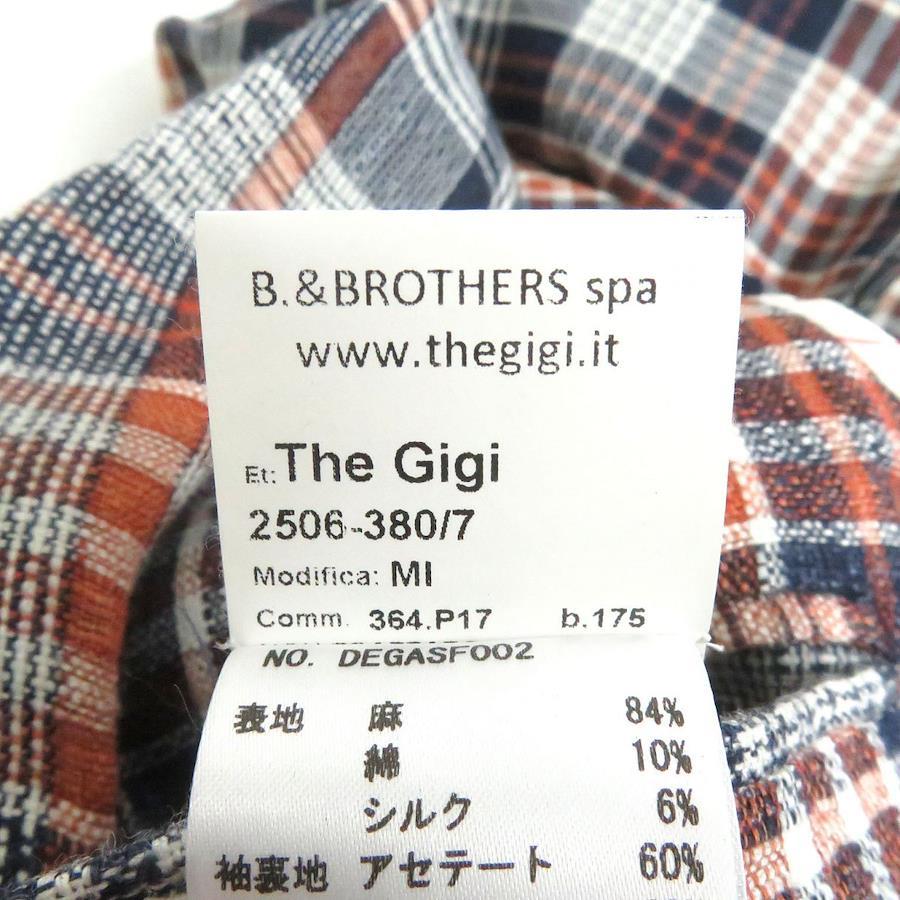 B.&BROTHERS spa
www.thegigi.it
Et:The Gigi
2506-380/7
Modifica: MI
Comm. 364.P17 b.175
NO. DEGASF002
表地 麻 84%
綿 10%
シルク 6%
袖裏地 アセテート 60%